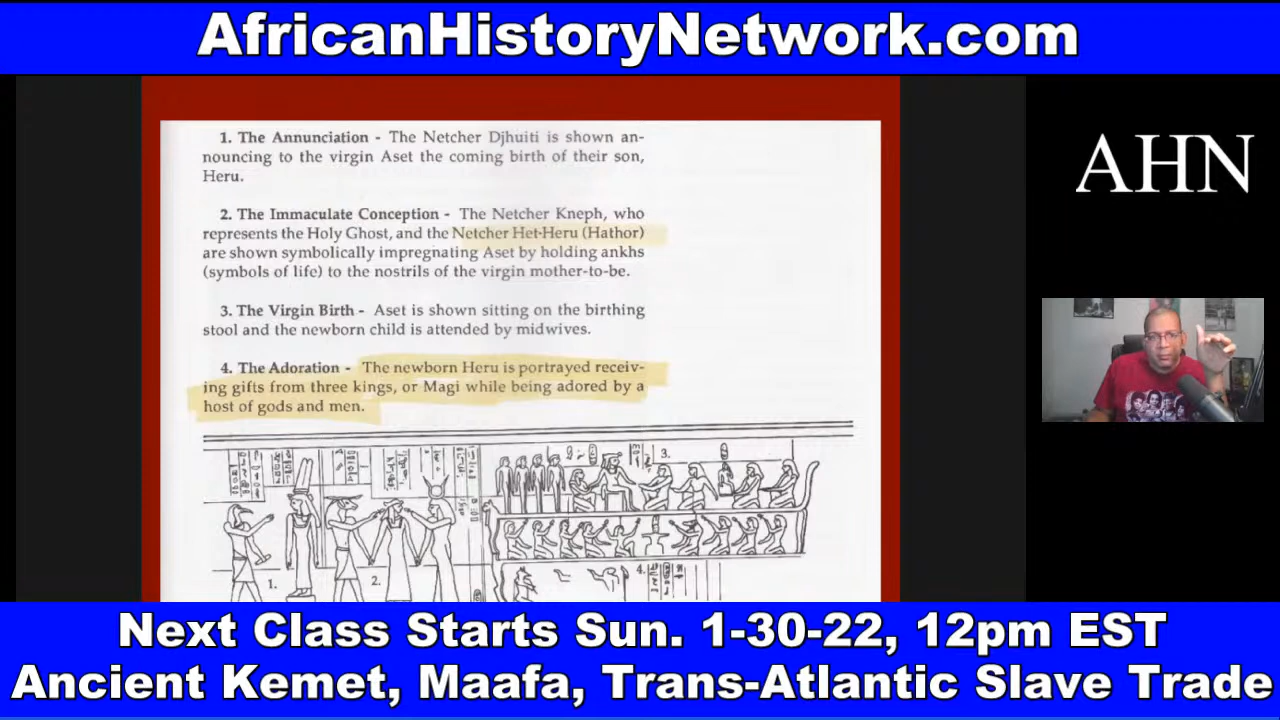 AfricanHistoryNetwork.com
1. The Annunciation - The Netcher Djhuiti is shown an-
nouncing to the virgin Aset the coming birth of their son,
Heru.
2. The Immaculate Conception - The Netcher Kneph, who
represents the Holy Ghost, and the Netcher Het-Heru (Hathor)
are shown symbolically impregnating Aset by holding ankhs
(symbols of life) to the nostrils of the virgin mother-to-be.
3. The Virgin Birth - Aset is shown sitting on the birthing
stool and the newborn child is attended by midwives.
4. The Adoration - The newborn Heru is portrayed receiv-
ing gifts from three kings, or Magi while being adored by a
host of gods and men.
3.
4.
1.
2.
AHN
Next Class Starts Sun. 1-30-22, 12pm EST
Ancient Kemet, Maafa, Trans-Atlantic Slave Trade